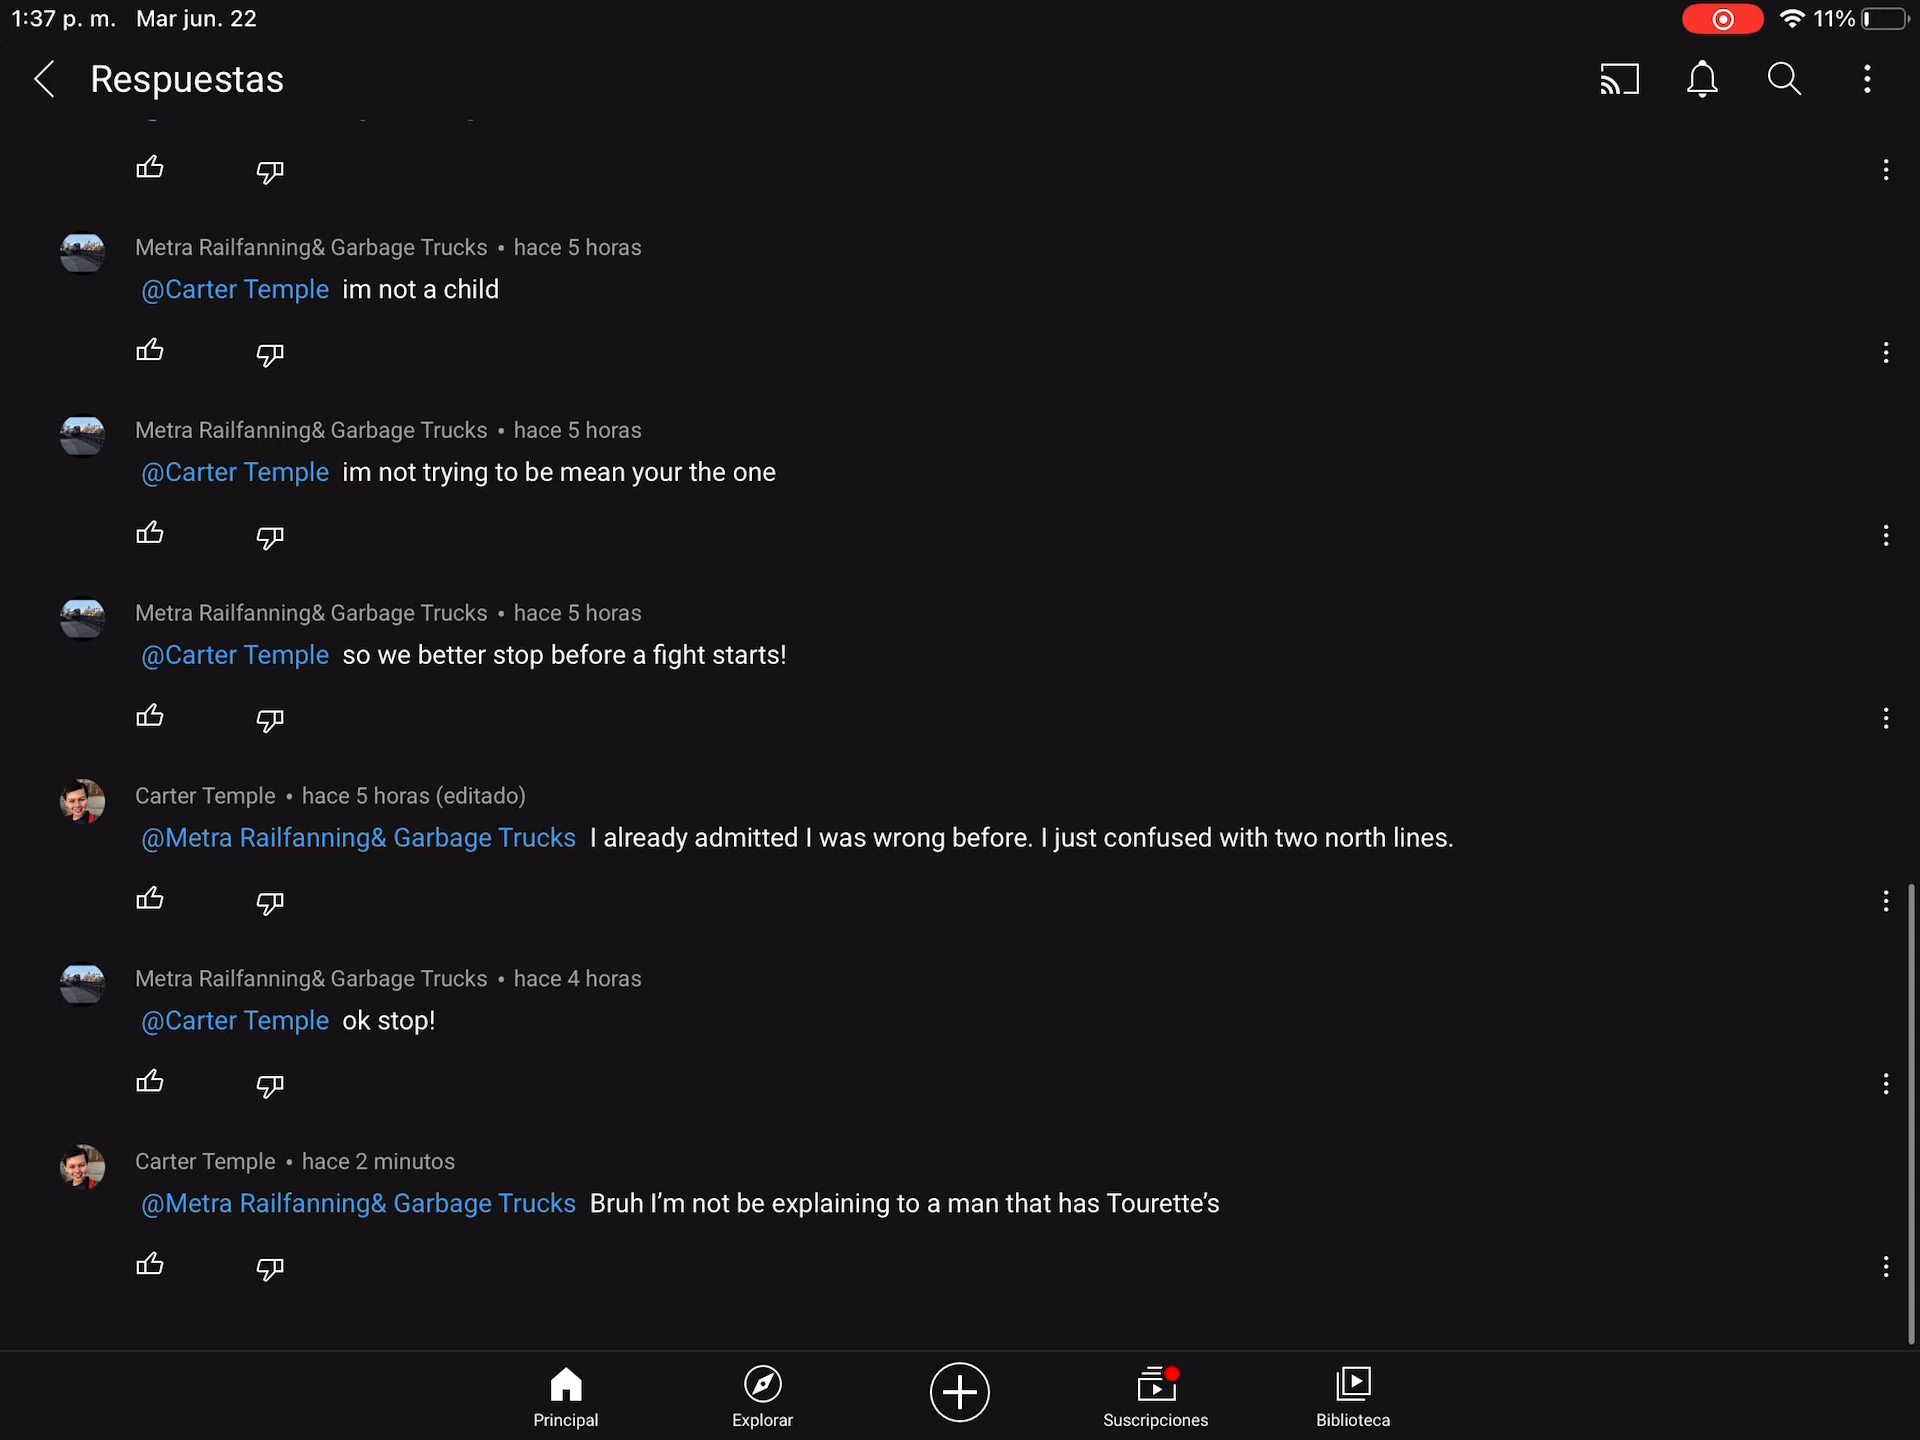 1:37 p. m. Mar jun. 22
11%
Respuestas
Metra Railfanning& Garbage Trucks • hace 5 horas
@Carter Temple im not a child
Metra Railfanning& Garbage Trucks • hace 5 horas
@Carter Temple im not trying to be mean your the one
Metra Railfanning& Garbage Trucks • hace 5 horas
@Carter Temple so we better stop before a fight starts!
Carter Temple • hace 5 horas (editado)
@Metra Railfanning& Garbage Trucks I already admitted I was wrong before. I just confused with two north lines.
Metra Railfanning& Garbage Trucks • hace 4 horas
@Carter Temple ok stop!
Carter Temple • hace 2 minutos
@Metra Railfanning& Garbage Trucks Bruh I’m not be explaining to a man that has Tourette’s
Principal
Explorar
Suscripciones
Biblioteca